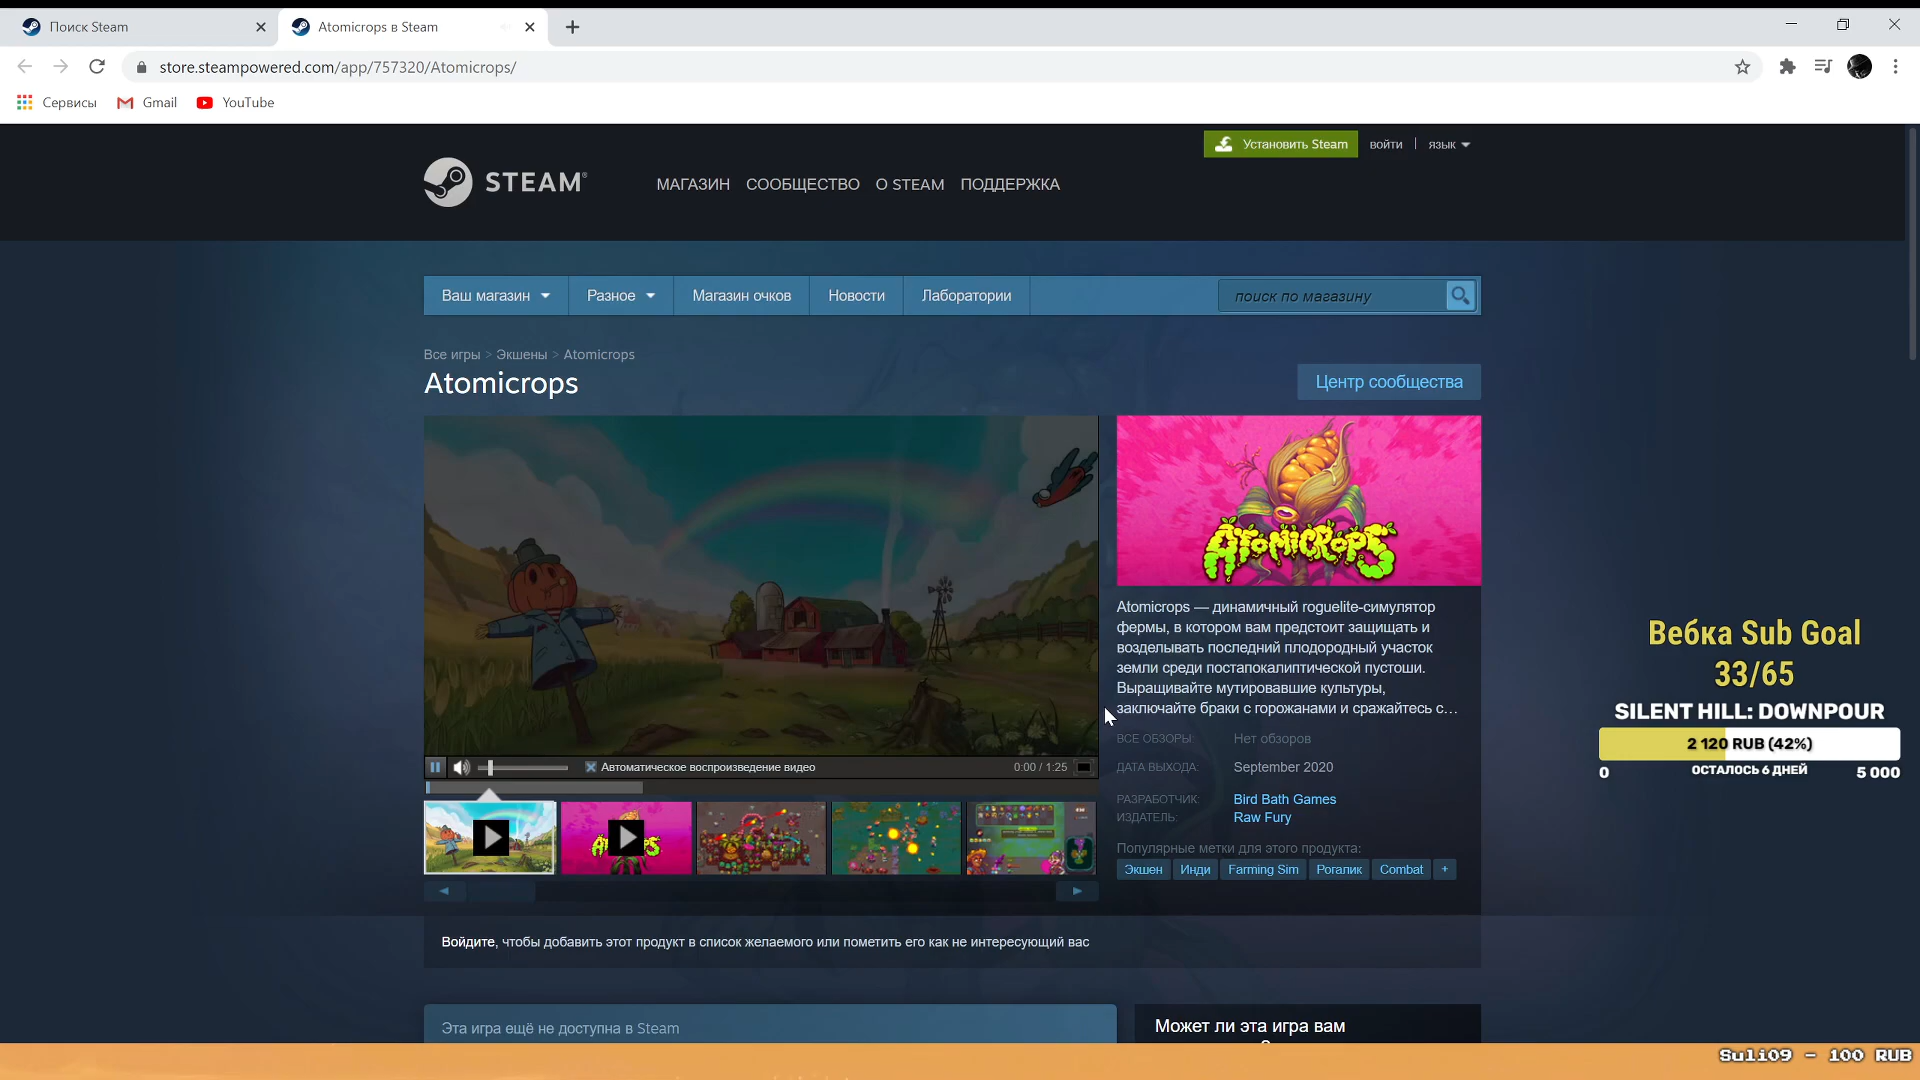 Поиск Steam
Atomicrops в Steam
store.steampowered.com/app/757320/Atomicrops/
Сервисы
Gmail
YouTube
Установить Steam
войти
язык
STEAM®
МАГАЗИН
СООБЩЕСТВО
О STEAM
ПОДДЕРЖКА
Ваш магазин
Разное
Магазин очков
Новости
Лаборатории
поиск по магазину
Все игры > Экшены > Atomicrops
Atomicrops
Центр сообщества
ATOMICROPS
Atomicrops — динамичный roguelite-симулятор
фермы, в котором вам предстоит защищать и
возделывать последний плодородный участок
земли среди постапокалиптической пустоши.
Выращивайте мутировавшие культуры,
заключайте браки с горожанами и сражайтесь с...
ВСЕ ОБЗОРЫ: Нет обзоров
ДАТА ВЫХОДА: September 2020
РАЗРАБОТЧИК: Bird Bath Games
ИЗДАТЕЛЬ: Raw Fury
Популярные метки для этого продукта:
Экшен
Инди
Farming Sim
Рогалик
Combat
+
Автоматическое воспроизведение видео
0:00 / 1:25
Войдите, чтобы добавить этот продукт в список желаемого или пометить его как не интересующий вас
Эта игра ещё не доступна в Steam
Может ли эта игра вам
Вебка Sub Goal
33/65
SILENT HILL: DOWNPOUR
2 120 RUB (42%)
0
ОСТАЛОСЬ 6 ДНЕЙ
5 000
Suli09 - 100 RUB